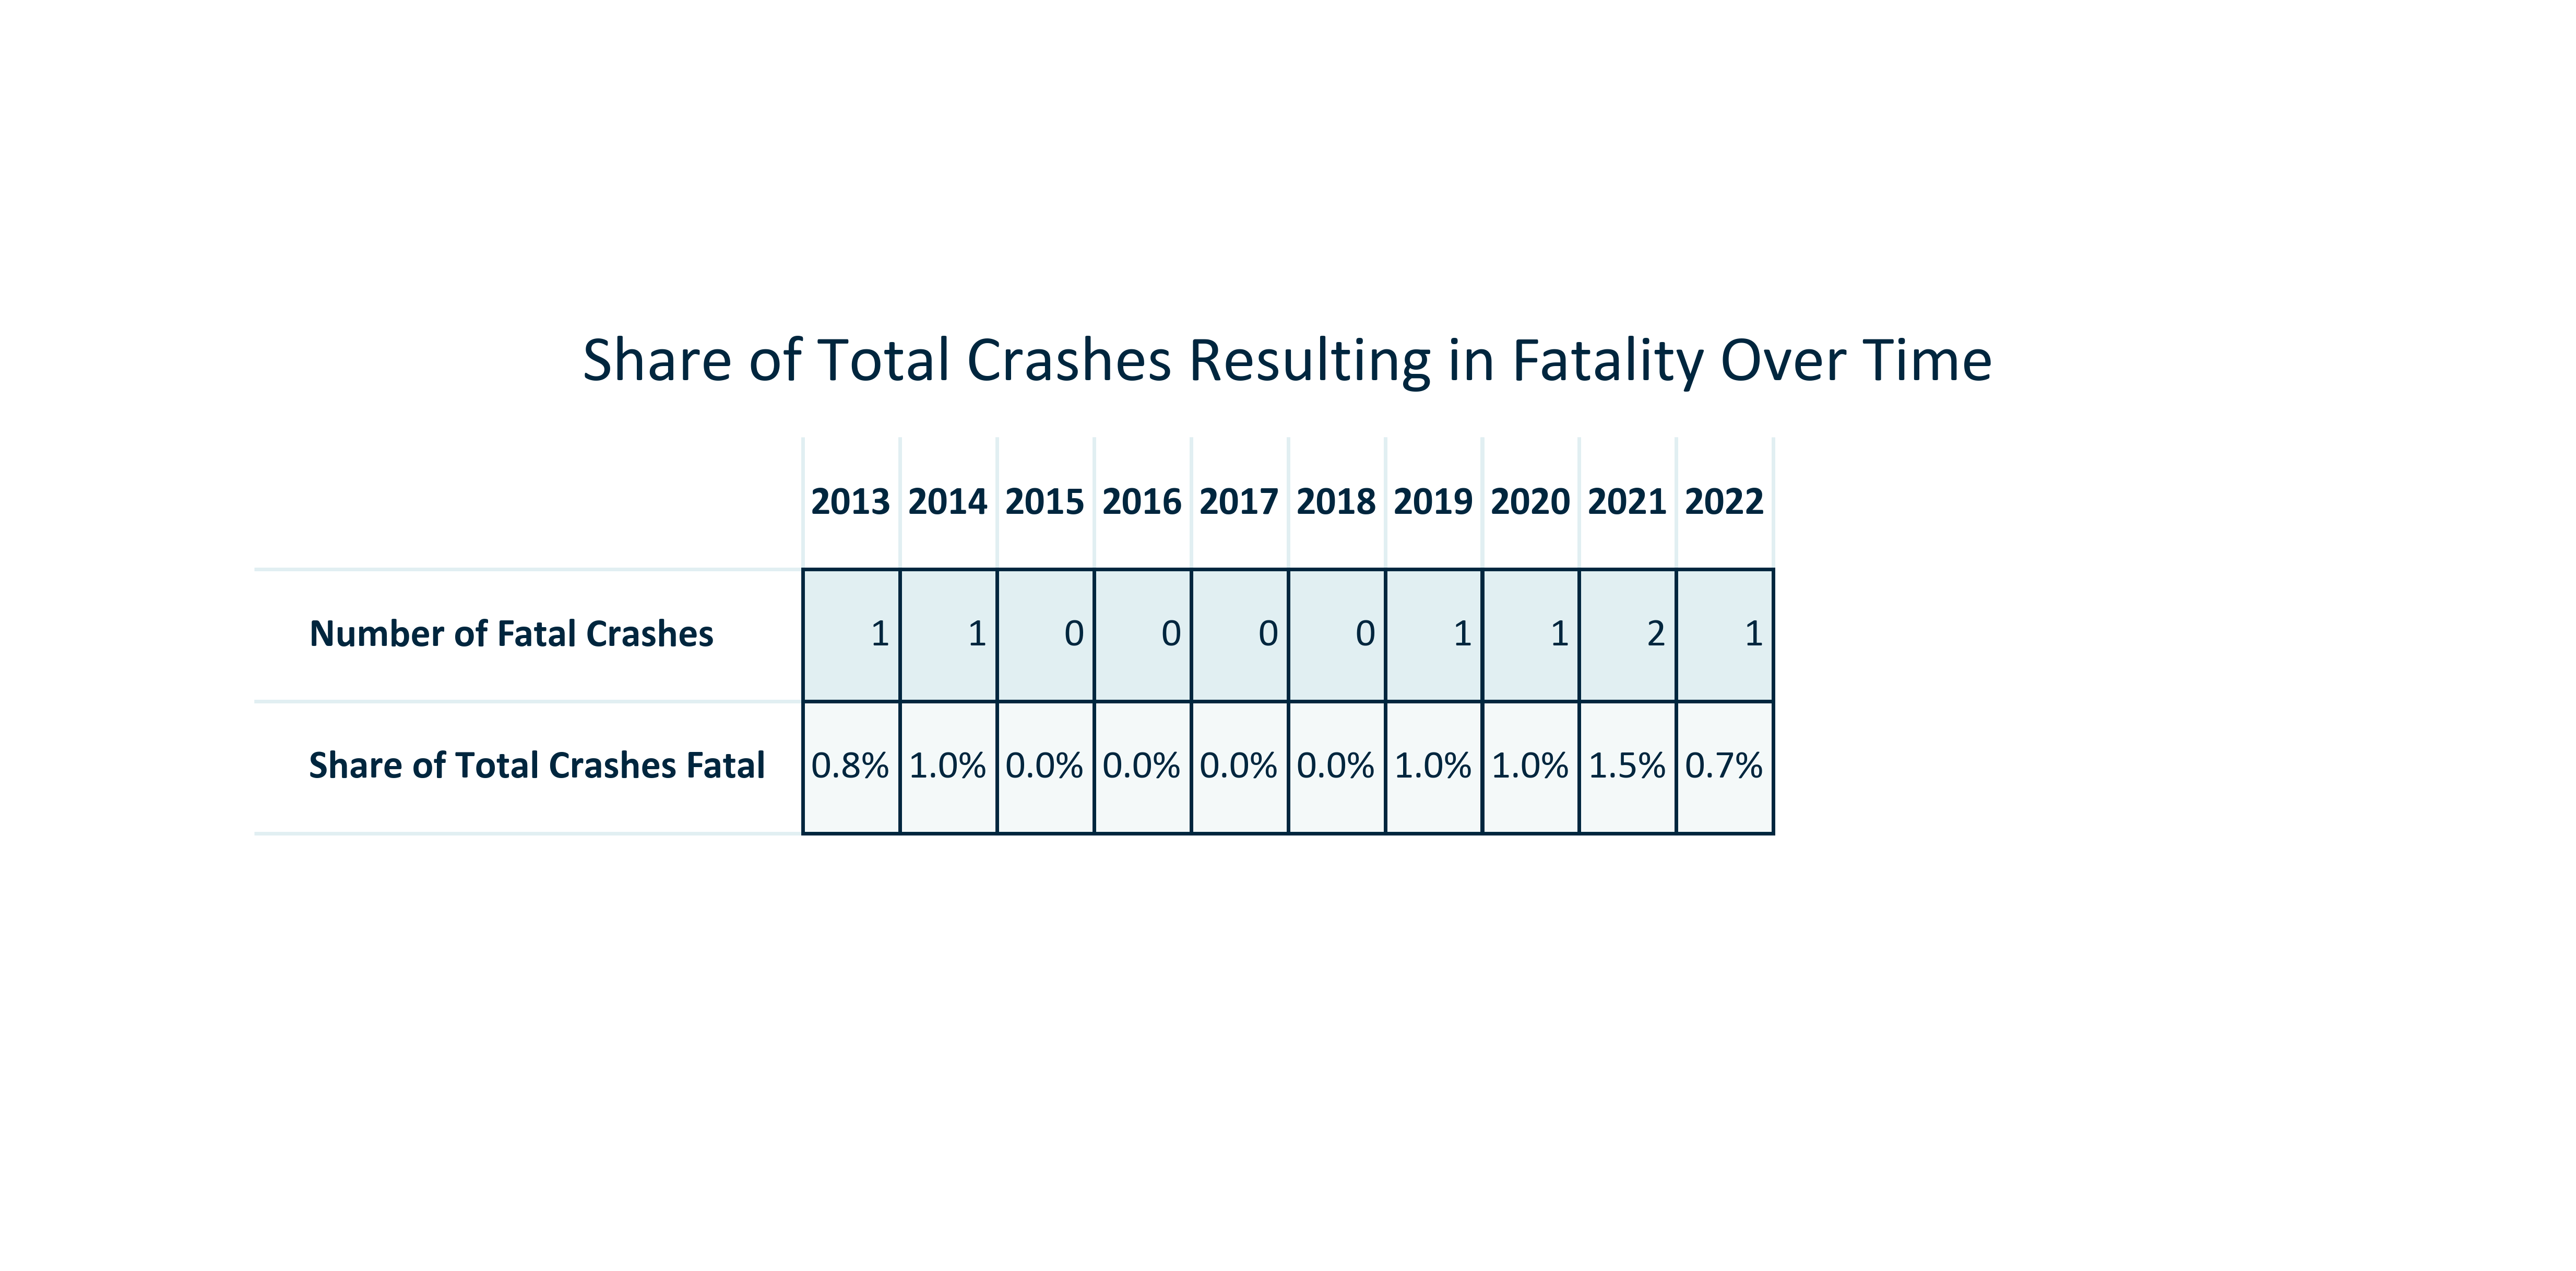 Share of Total Crashes Resulting in Fatality Over Time
2013 2014 2015 2016 2017 2018 2019 2020 2021 2022
Number of Fatal Crashes 1 1 0 0 0 0 1 1 2 1
Share of Total Crashes Fatal 0.8% 1.0% 0.0% 0.0% 0.0% 0.0% 1.0% 1.0% 1.5% 0.7%